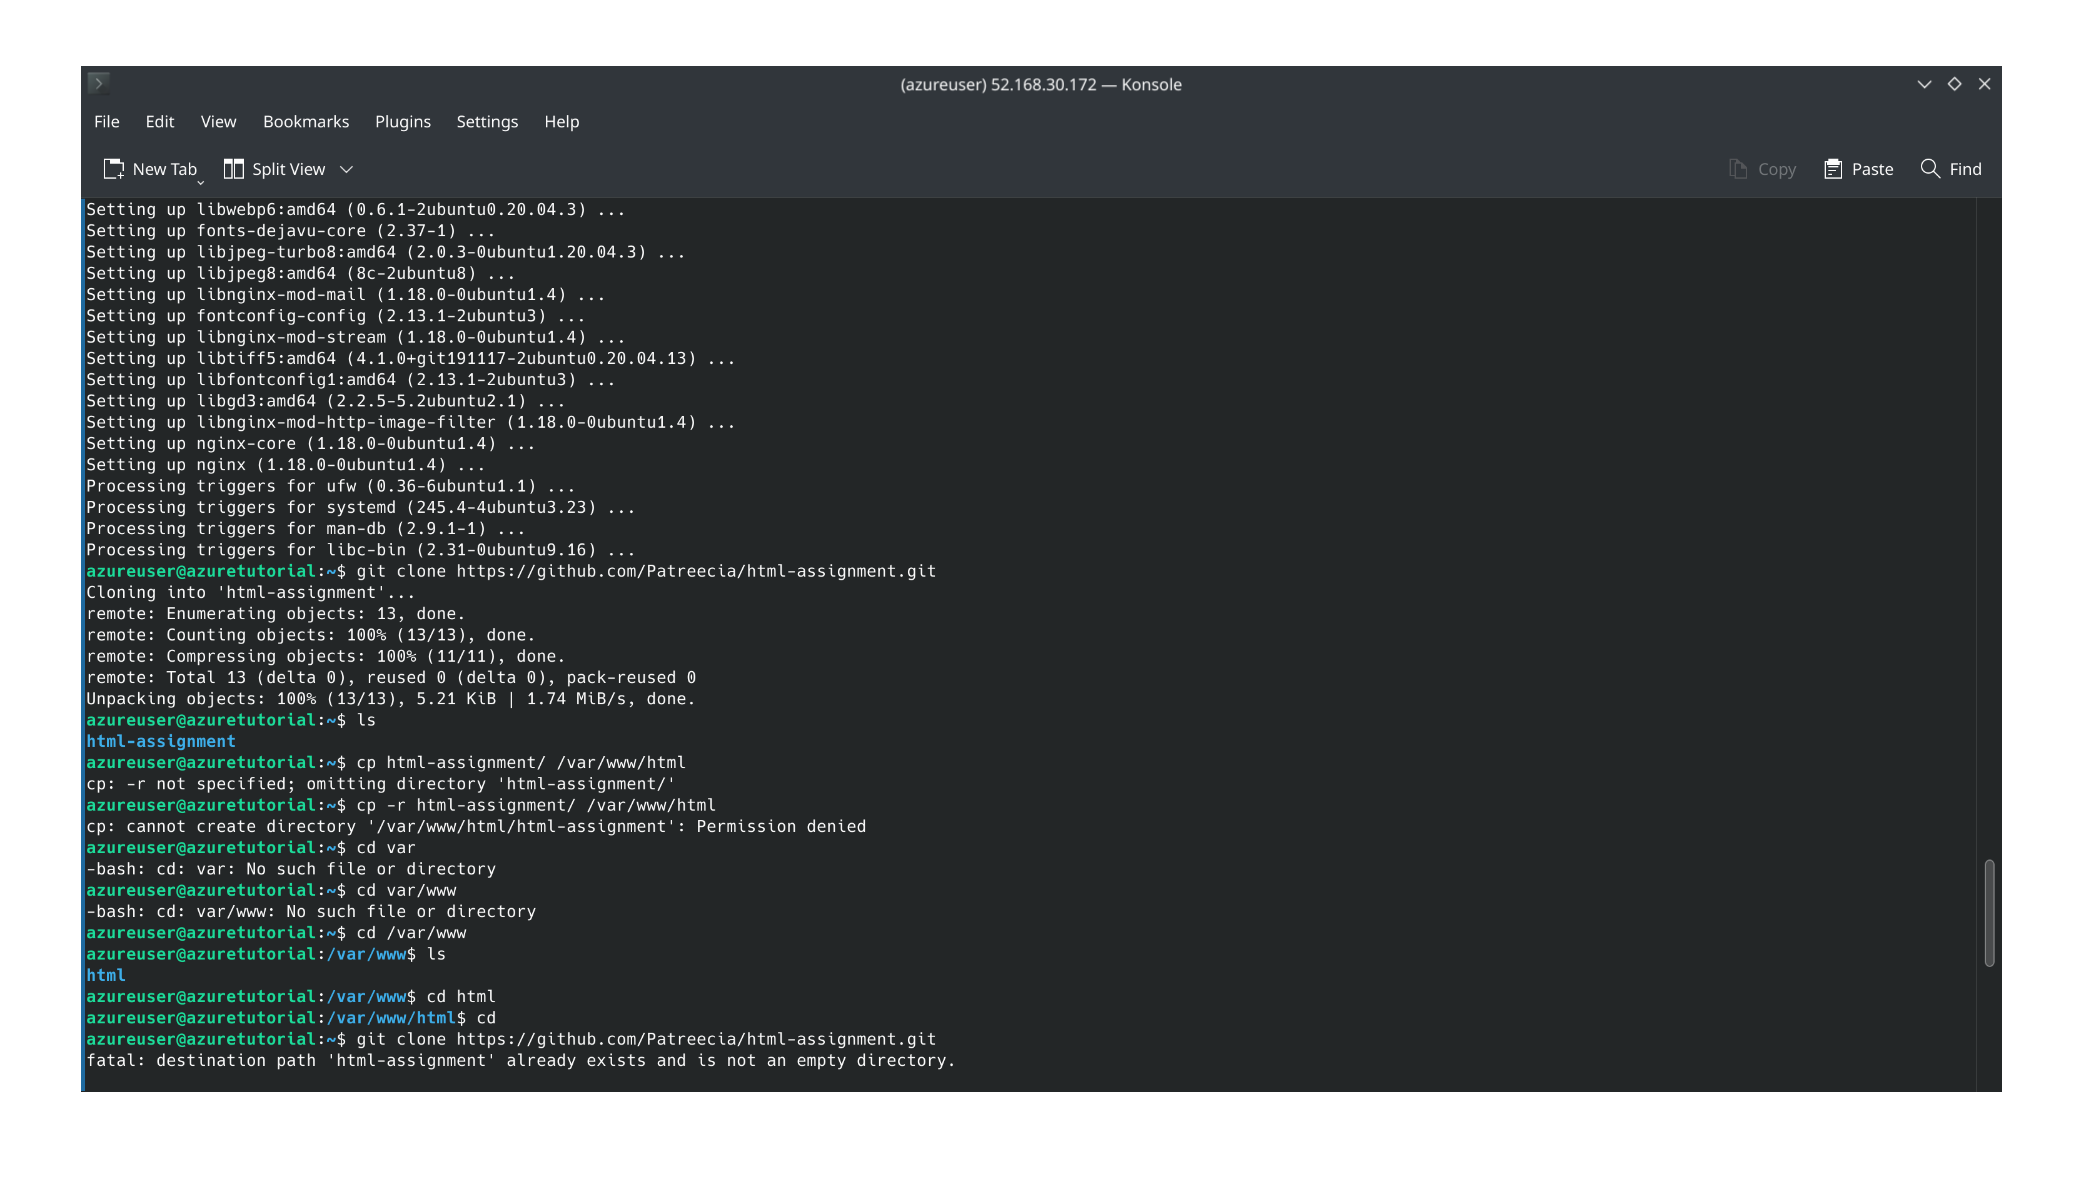 (azureuser) 52.168.30.172 — Konsole
File Edit View Bookmarks Plugins Settings Help
New Tab Split View Copy Paste Find
Setting up libwebp6:amd64 (0.6.1-2ubuntu0.20.04.3) ...
Setting up fonts-dejavu-core (2.37-1) ...
Setting up libjpeg-turbo8:amd64 (2.0.3-0ubuntu1.20.04.3) ...
Setting up libjpeg8:amd64 (8c-2ubuntu8) ...
Setting up libnginx-mod-mail (1.18.0-0ubuntu1.4) ...
Setting up fontconfig-config (2.13.1-2ubuntu3) ...
Setting up libnginx-mod-stream (1.18.0-0ubuntu1.4) ...
Setting up libtiff5:amd64 (4.1.0+git191117-2ubuntu0.20.04.13) ...
Setting up libfontconfig1:amd64 (2.13.1-2ubuntu3) ...
Setting up libgd3:amd64 (2.2.5-5.2ubuntu2.1) ...
Setting up libnginx-mod-http-image-filter (1.18.0-0ubuntu1.4) ...
Setting up nginx-core (1.18.0-0ubuntu1.4) ...
Setting up nginx (1.18.0-0ubuntu1.4) ...
Processing triggers for ufw (0.36-6ubuntu1.1) ...
Processing triggers for systemd (245.4-4ubuntu3.23) ...
Processing triggers for man-db (2.9.1-1) ...
Processing triggers for libc-bin (2.31-0ubuntu9.16) ...
azureuser@azuretutorial:~$ git clone https://github.com/Patreecia/html-assignment.git
Cloning into 'html-assignment'...
remote: Enumerating objects: 13, done.
remote: Counting objects: 100% (13/13), done.
remote: Compressing objects: 100% (11/11), done.
remote: Total 13 (delta 0), reused 0 (delta 0), pack-reused 0
Unpacking objects: 100% (13/13), 5.21 KiB | 1.74 MiB/s, done.
azureuser@azuretutorial:~$ ls
html-assignment
azureuser@azuretutorial:~$ cp html-assignment/ /var/www/html
cp: -r not specified; omitting directory 'html-assignment/'
azureuser@azuretutorial:~$ cp -r html-assignment/ /var/www/html
cp: cannot create directory '/var/www/html/html-assignment': Permission denied
azureuser@azuretutorial:~$ cd var
-bash: cd: var: No such file or directory
azureuser@azuretutorial:~$ cd var/www
-bash: cd: var/www: No such file or directory
azureuser@azuretutorial:~$ cd /var/www
azureuser@azuretutorial:/var/www$ ls
html
azureuser@azuretutorial:/var/www$ cd html
azureuser@azuretutorial:/var/www/html$ cd
azureuser@azuretutorial:~$ git clone https://github.com/Patreecia/html-assignment.git
fatal: destination path 'html-assignment' already exists and is not an empty directory.